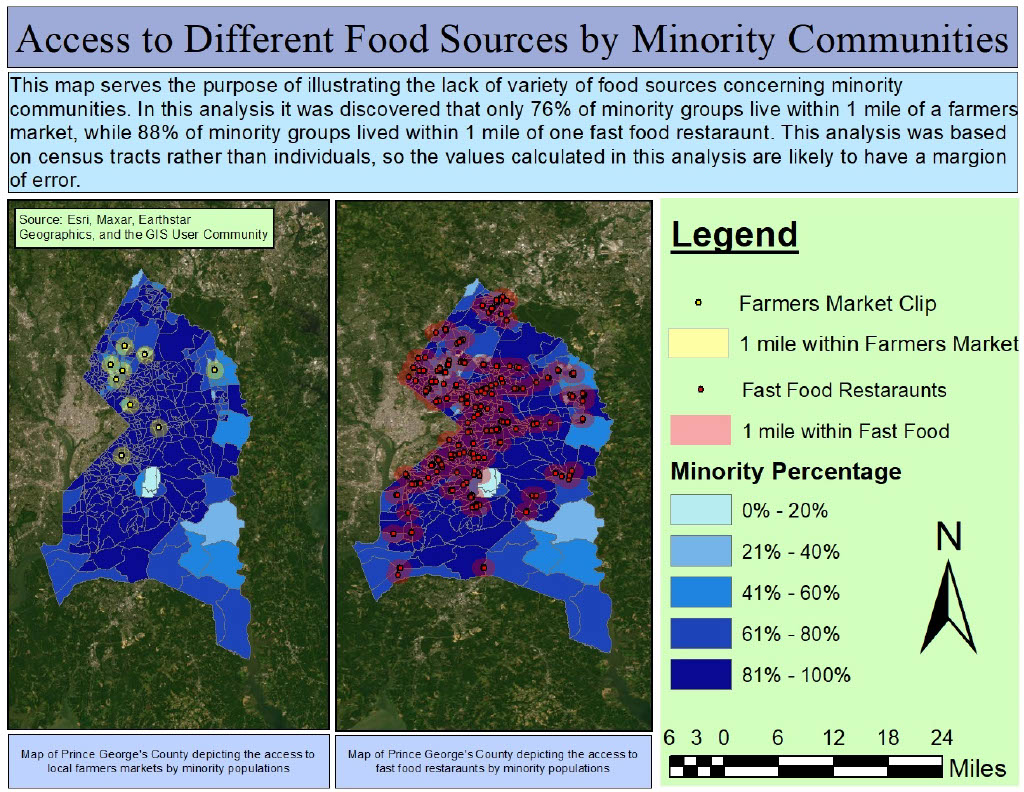 Access to Different Food Sources by Minority Communities
This map serves the purpose of illustrating the lack of variety of food sources concerning minority
communities. In this analysis it was discovered that only 76% of minority groups live within 1 mile of a farmers
market, while 88% of minority groups lived within 1 mile of one fast food restaraunt. This analysis was based
on census tracts rather than individuals, so the values calculated in this analysis are likely to have a margion
of error.
Source: Esri, Maxar, Earthstar
Geographics, and the GIS User Community
Map of Prince George's County depicting the access to
local farmers markets by minority populations
Map of Prince George's County depicting the access to
fast food restaraunts by minority populations
Legend
Farmers Market Clip
1 mile within Farmers Market
Fast Food Restaraunts
1 mile within Fast Food
Minority Percentage
0% - 20%
21% - 40%
41% - 60%
61% - 80%
81% - 100%
N
6 3 0 6 12 18 24
Miles